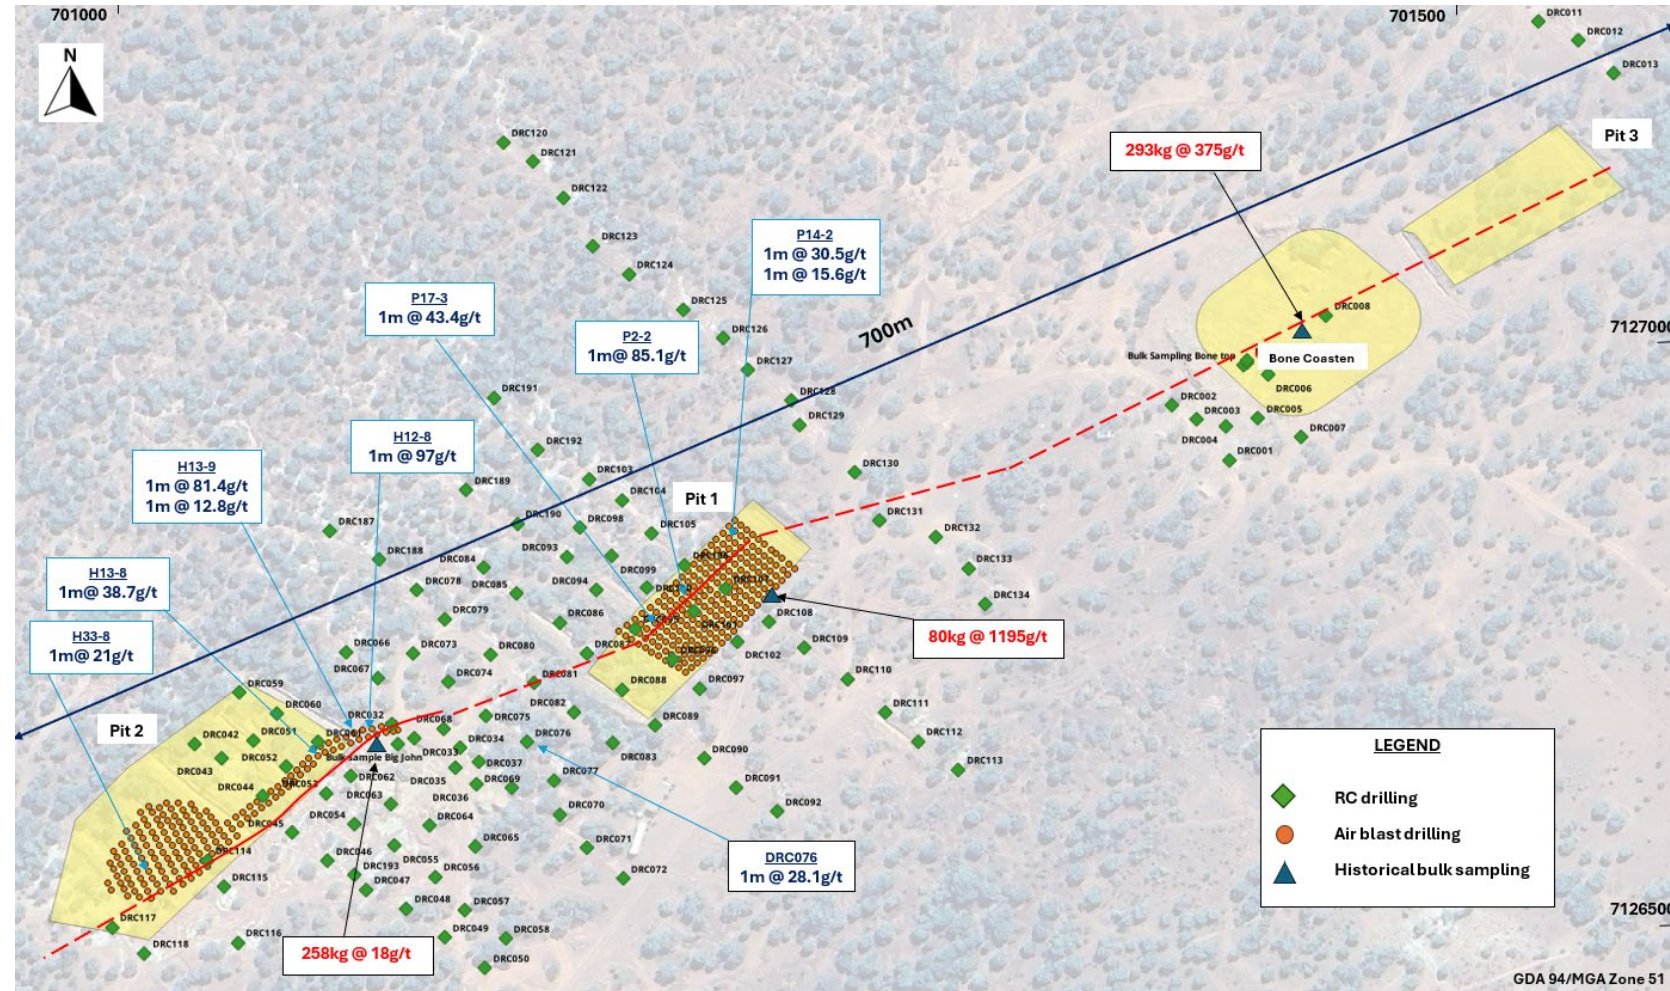 701000
701500
DRC011
DRC012
DRC013
N
Pit 3
DRC120
DRC121
293kg @ 375g/t
DRC122
DRC123
P14-2
1m @ 30.5g/t
1m @ 15.6g/t
DRC124
P17-3
1m @ 43.4g/t
DRC125
DRC008
P2-2
1m@ 85.1g/t
DRC126
700m
7127000
Bulk Sampling Bone top
Bone Coasten
DRC127
DRC006
DRC191
DRC128
DRC129
DRC002
DRC003
DRC005
DRC004
DRC007
DRC001
H12-8
1m @ 97g/t
DRC192
H13-9
1m @ 81.4g/t
1m @ 12.8g/t
DRC103
DRC130
DRC189
DRC104
Pit 1
DRC190
DRC098
DRC105
DRC131
DRC187
DRC132
DRC188
DRC084
DRC093
DRC133
DRC099
H13-8
1m@ 38.7g/t
DRC078
DRC085
DRC094
DRC134
DRC079
DRC086
DRC108
80kg @ 1195g/t
H33-8
1m@ 21g/t
DRC066
DRC073
DRC080
DRC087
DRC101
DRC109
DRC102
DRC067
DRC074
DRC081
DRC088
DRC097
DRC110
DRC059
DRC060
DRC032
DRC068
DRC075
DRC082
DRC089
DRC111
Pit 2
DRC042
DRC051
DRC061
DRC034
DRC076
DRC112
DRC043
DRC052
Bulk sample Big John
DRC033
DRC083
DRC090
DRC037
DRC113
DRC044
DRC053
DRC062
DRC035
DRC069
DRC077
DRC091
DRC063
DRC036
DRC070
DRC092
DRC045
DRC054
DRC064
DRC065
DRC071
DRC114
DRC046
DRC193
DRC055
DRC056
DRC072
DRC076
1m @ 28.1g/t
DRC115
DRC047
DRC048
DRC057
DRC117
DRC118
DRC116
DRC049
DRC058
DRC050
258kg @ 18g/t
LEGEND
RC drilling
Air blast drilling
Historical bulk sampling
7126500
GDA 94/MGA Zone 51